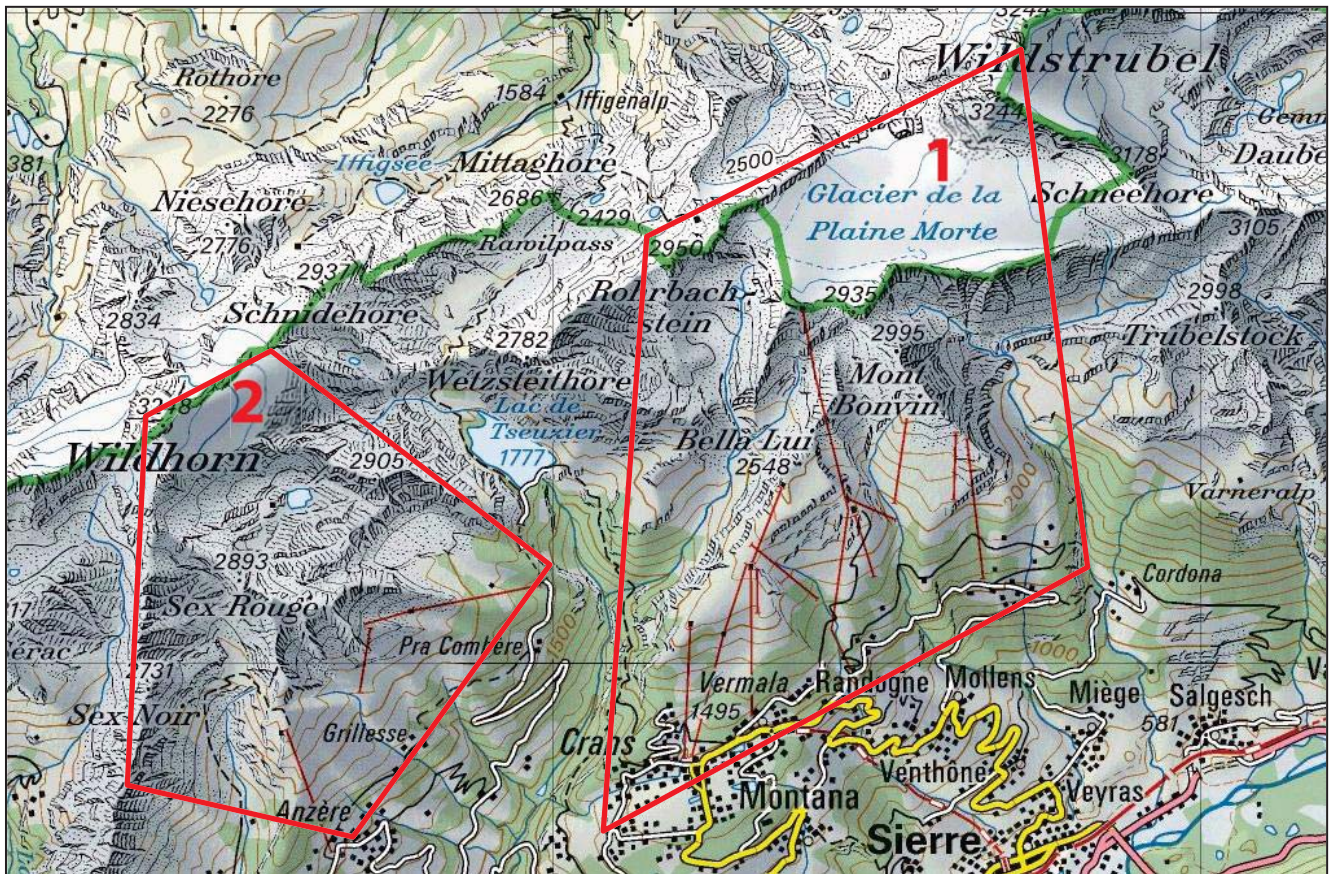 3244
Wildstrubel
Rothore
2276
1584
Iffigenalp
3244
1
381
Iffigsee
Mittaghore
2500
3178
Daube
Niesehore
2686
Glacier de la
Plaine Morte
Schneehore
2429
2776
Rawilpass
2950
3105
2937
Rohrbach-
stein
2935
2998
Schnidehore
2834
2782
2995
Trubelstock
2
Wetzsteithore
Mont
Bonvin
3248
Lac de
Tseuzier
1777
Bella Lui
2548
Wildhorn
2905
2000
Varneralp
2893
Cordona
17
Sex Rouge
érac
Pra Combère
1500
1000
2731
Vermala
Randogne
Mollens
Miège
Salgesch
Sex Noir
1495
581
Grillesse
Crans
Venthône
Anzère
Montana
Veyras
Sierre